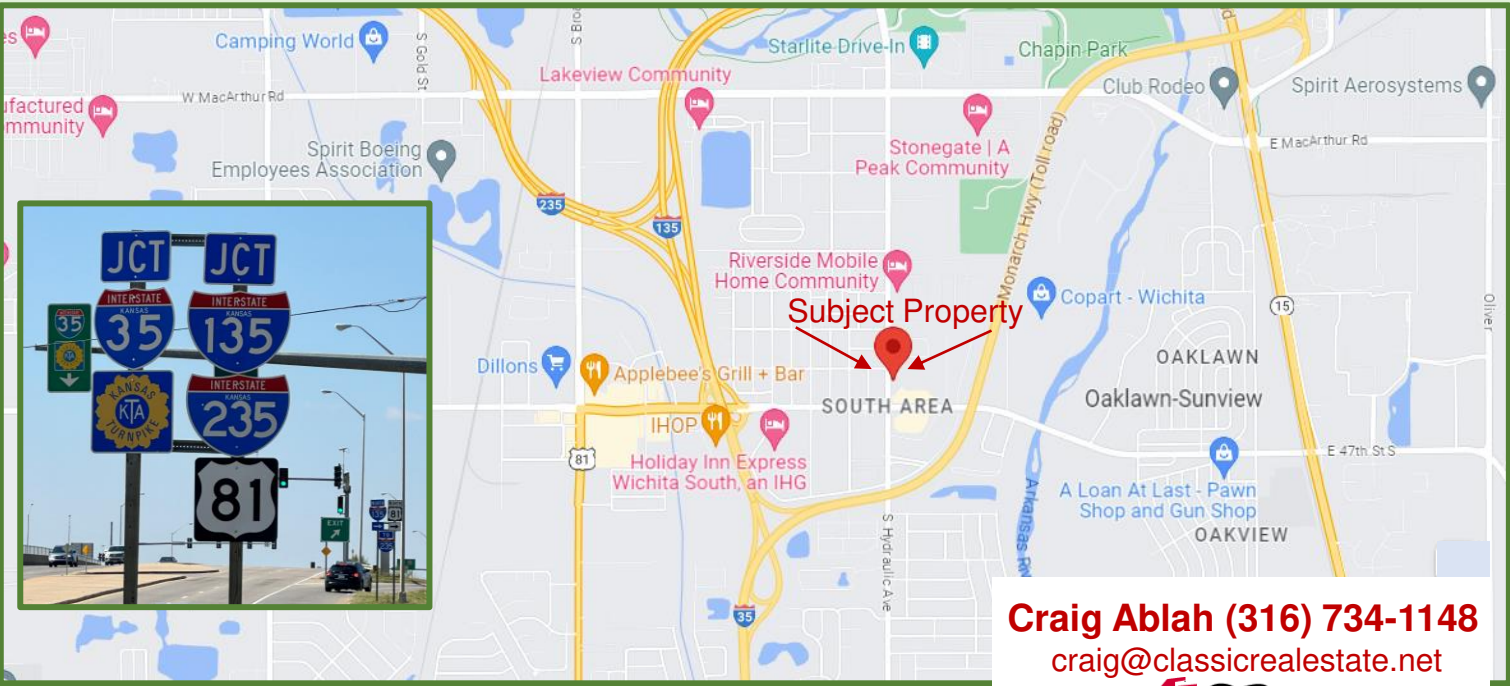 Camping World
S Gold St
Starlite Drive-In
Chapin Park
Lakeview Community
Club Rodeo
Spirit Aerosystems
W MacArthur Rd
Spirit Boeing
Employees Association
Stonegate | A
Peak Community
E MacArthur Rd
235
135
Monarch Hwy (Toll road)
Riverside Mobile
Home Community
Subject Property
Copart - Wichita
15
Oliver
Dillons
Applebee's Grill + Bar
OAKLAWN
Oaklawn-Sunview
SOUTH AREA
IHOP
81
Holiday Inn Express
Wichita South, an IHG
E 47th St S
A Loan At Last - Pawn
Shop and Gun Shop
OAKVIEW
S Hydraulic Ave
Arkansas
35
JCT
JCT
INTERSTATE
KANSAS
35
INTERSTATE
KANSAS
135
35
KANSAS
KTA
TURNPIKE
INTERSTATE
235
81
EXIT
Craig Ablah (316) 734-1148
craig@classicrealestate.net